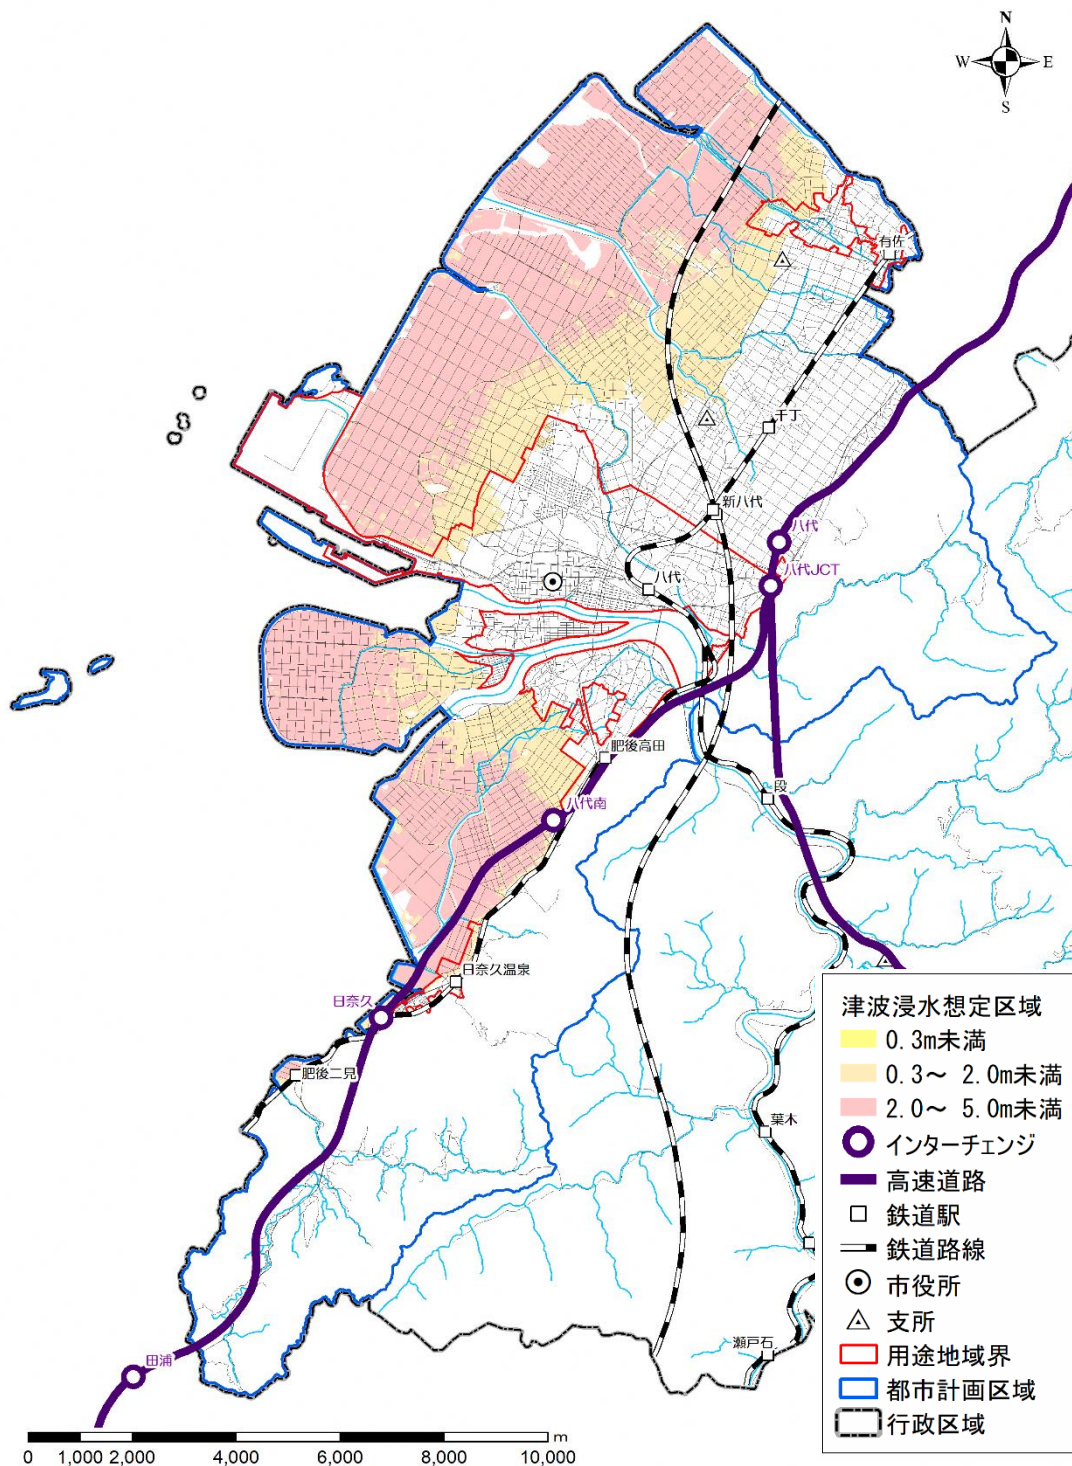 N
W
E
S
有佐
千丁
新八代
八代
八代JCT
八代
肥後高田
段
八代南
日奈久温泉
日奈久
肥後二見
葉木
瀬戸石
田浦
津波浸水想定区域
0.3m未満
0.3～ 2.0m未満
2.0～ 5.0m未満
インターチェンジ
高速道路
鉄道駅
鉄道路線
市役所
支所
用途地域界
都市計画区域
行政区域
m
0 1,000 2,000 4,000 6,000 8,000 10,000